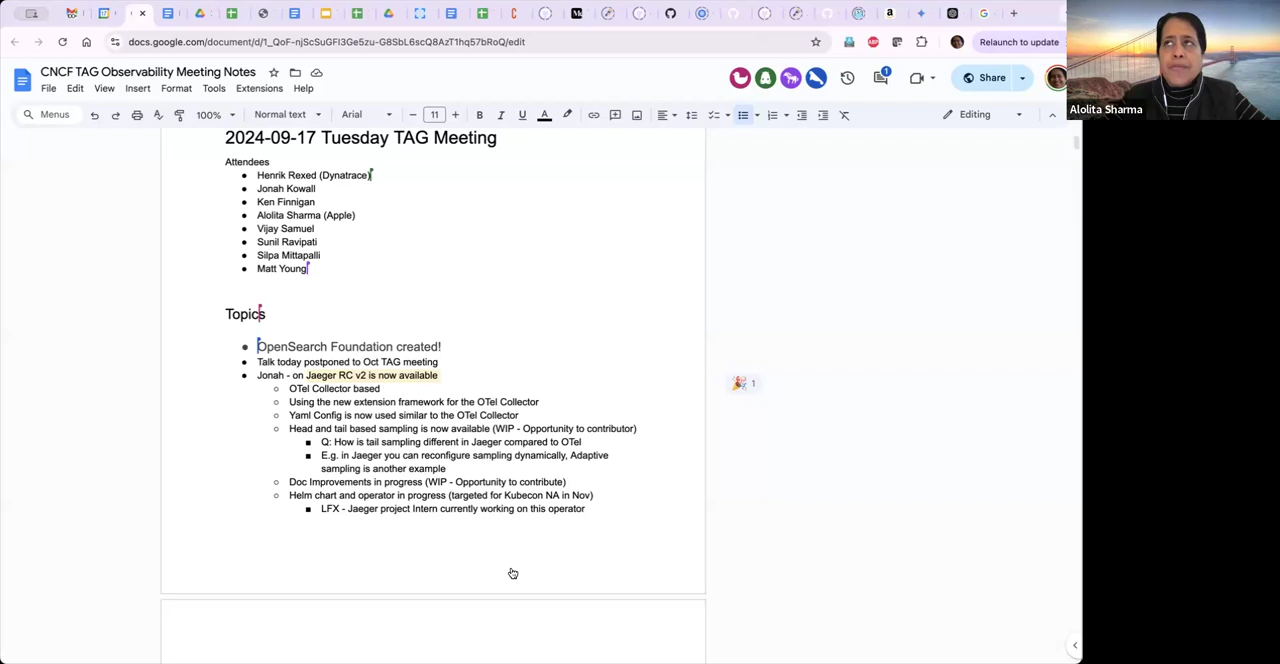 docs.google.com/document/d/1_QoF-njScSuGFl3Ge5zu-G8SbL6scQ8AzT1hq57bRoQ/edit
Relaunch to update
CNCF TAG Observability Meeting Notes
File Edit View Insert Format Tools Extensions Help
1
Share
Menus
100%
Normal text
Arial
11
Editing
Alolita Sharma
2024-09-17 Tuesday TAG Meeting
Attendees
● Henrik Rexed (Dynatrace)
● Jonah Kowall
● Ken Finnigan
● Alolita Sharma (Apple)
● Vijay Samuel
● Sunil Ravipati
● Silpa Mittapalli
● Matt Young
Topics
● OpenSearch Foundation created!
● Talk today postponed to Oct TAG meeting
● Jonah - on Jaeger RC v2 is now available
○ OTel Collector based
○ Using the new extension framework for the OTel Collector
○ Yaml Config is now used similar to the OTel Collector
○ Head and tail based sampling is now available (WIP - Opportunity to contributor)
■ Q: How is tail sampling different in Jaeger compared to OTel
■ E.g. in Jaeger you can reconfigure sampling dynamically, Adaptive
sampling is another example
○ Doc Improvements in progress (WIP - Opportunity to contribute)
○ Helm chart and operator in progress (targeted for Kubecon NA in Nov)
■ LFX - Jaeger project Intern currently working on this operator
🎉 1